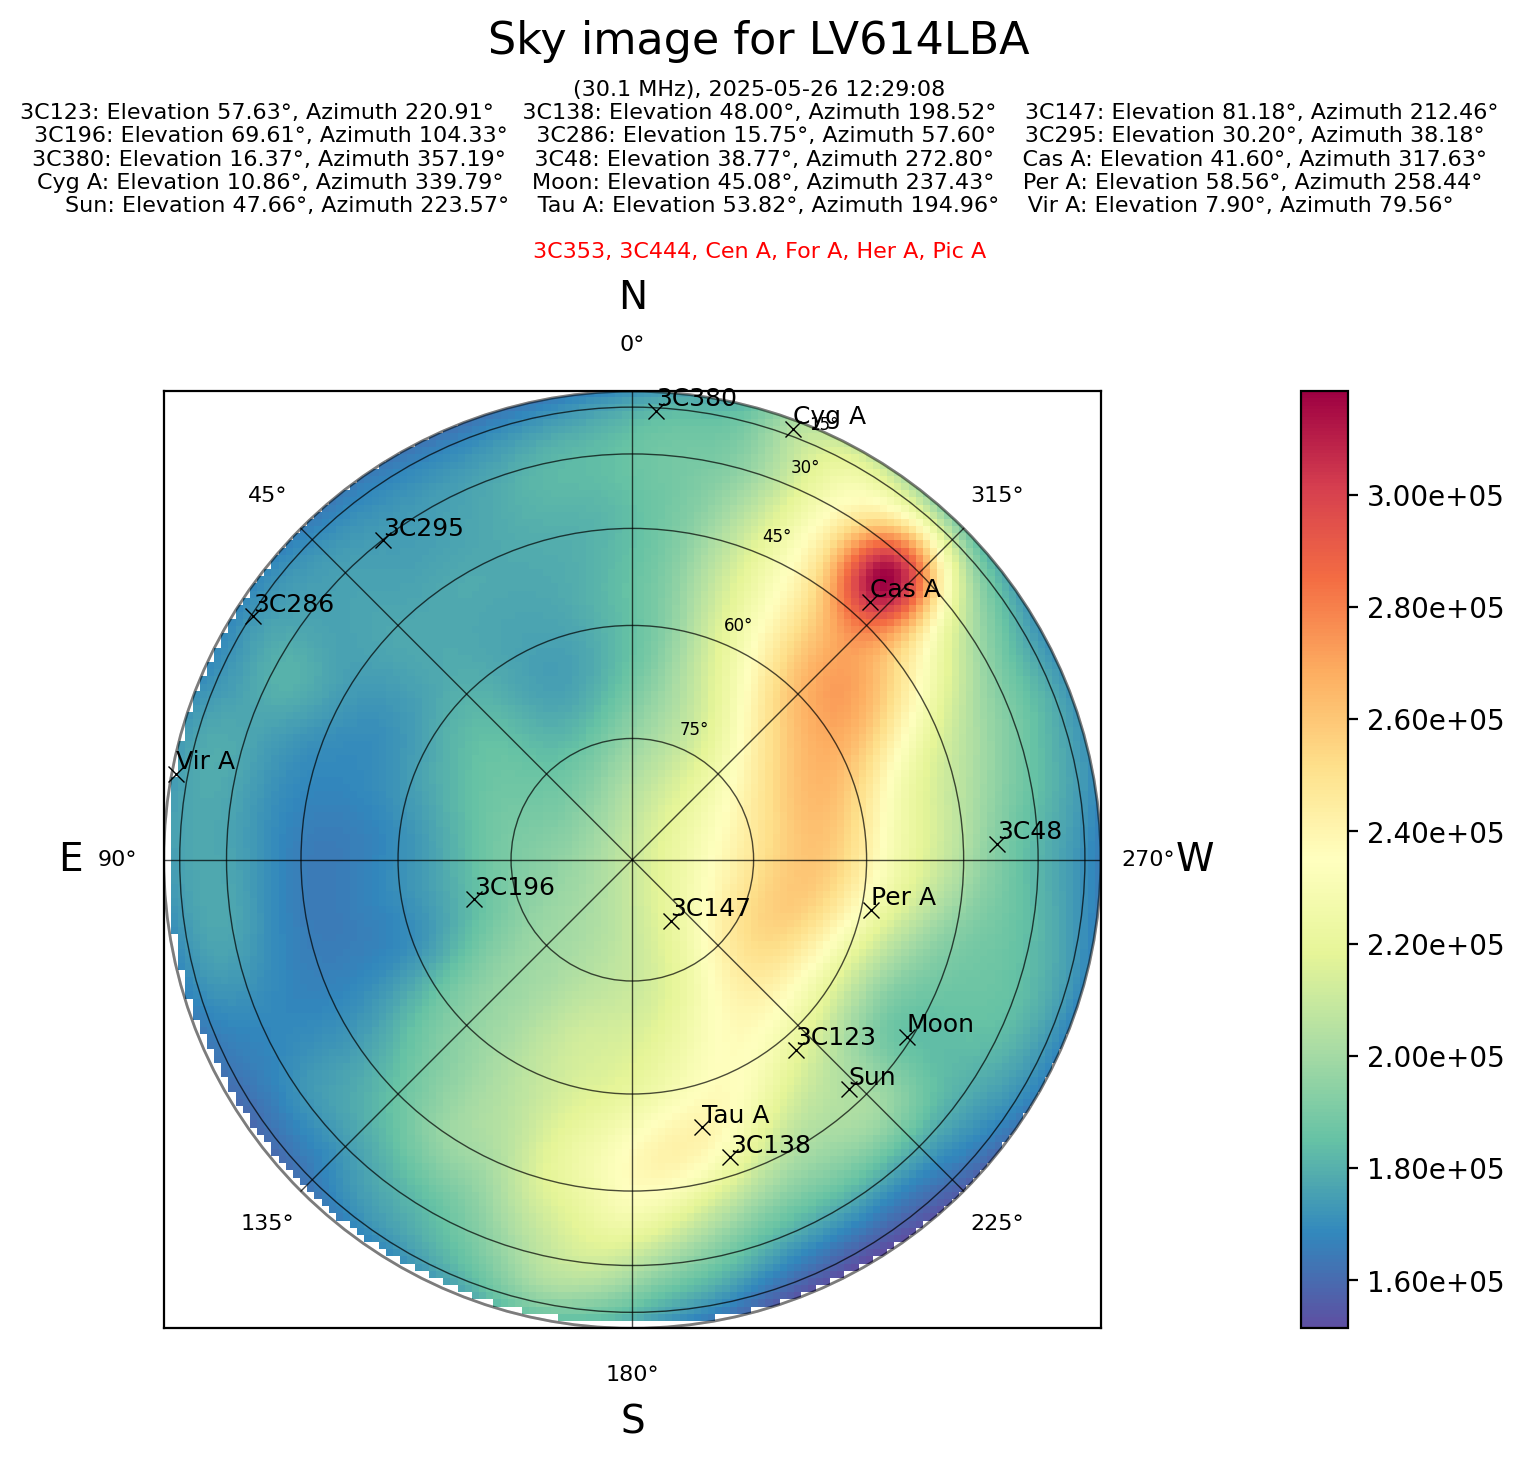 Sky image for LV614LBA
(30.1 MHz), 2025-05-26 12:29:08
3C123: Elevation 57.63°, Azimuth 220.91° 3C138: Elevation 48.00°, Azimuth 198.52° 3C147: Elevation 81.18°, Azimuth 212.46°
3C196: Elevation 69.61°, Azimuth 104.33° 3C286: Elevation 15.75°, Azimuth 57.60° 3C295: Elevation 30.20°, Azimuth 38.18°
3C380: Elevation 16.37°, Azimuth 357.19° 3C48: Elevation 38.77°, Azimuth 272.80° Cas A: Elevation 41.60°, Azimuth 317.63°
Cyg A: Elevation 10.86°, Azimuth 339.79° Moon: Elevation 45.08°, Azimuth 237.43° Per A: Elevation 58.56°, Azimuth 258.44°
Sun: Elevation 47.66°, Azimuth 223.57° Tau A: Elevation 53.82°, Azimuth 194.96° Vir A: Elevation 7.90°, Azimuth 79.56°
3C353, 3C444, Cen A, For A, Her A, Pic A
N
0°
3C380
Cyg A
15°
30°
45°
315°
3.00e+05
3C295
45°
Cas A
2.80e+05
3C286
60°
2.60e+05
75°
Vir A
3C48
2.40e+05
E 90°
270° W
3C196
Per A
3C147
2.20e+05
Moon
3C123
2.00e+05
Sun
Tau A
3C138
1.80e+05
135°
225°
1.60e+05
180°
S